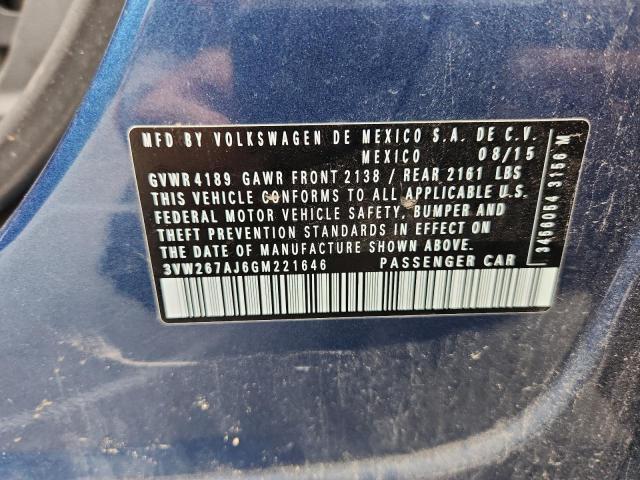 MFD BY VOLKSWAGEN DE MEXICO S.A. DE C.V.
MEXICO 08/15
GVWR 4189 GAWR FRONT 2138 / REAR 2161 LBS
THIS VEHICLE CONFORMS TO ALL APPLICABLE U.S.
FEDERAL MOTOR VEHICLE SAFETY, BUMPER AND
THEFT PREVENTION STANDARDS IN EFFECT ON
THE DATE OF MANUFACTURE SHOWN ABOVE.
3VW267AJ6GM221646 PASSENGER CAR
3460064 3156 M